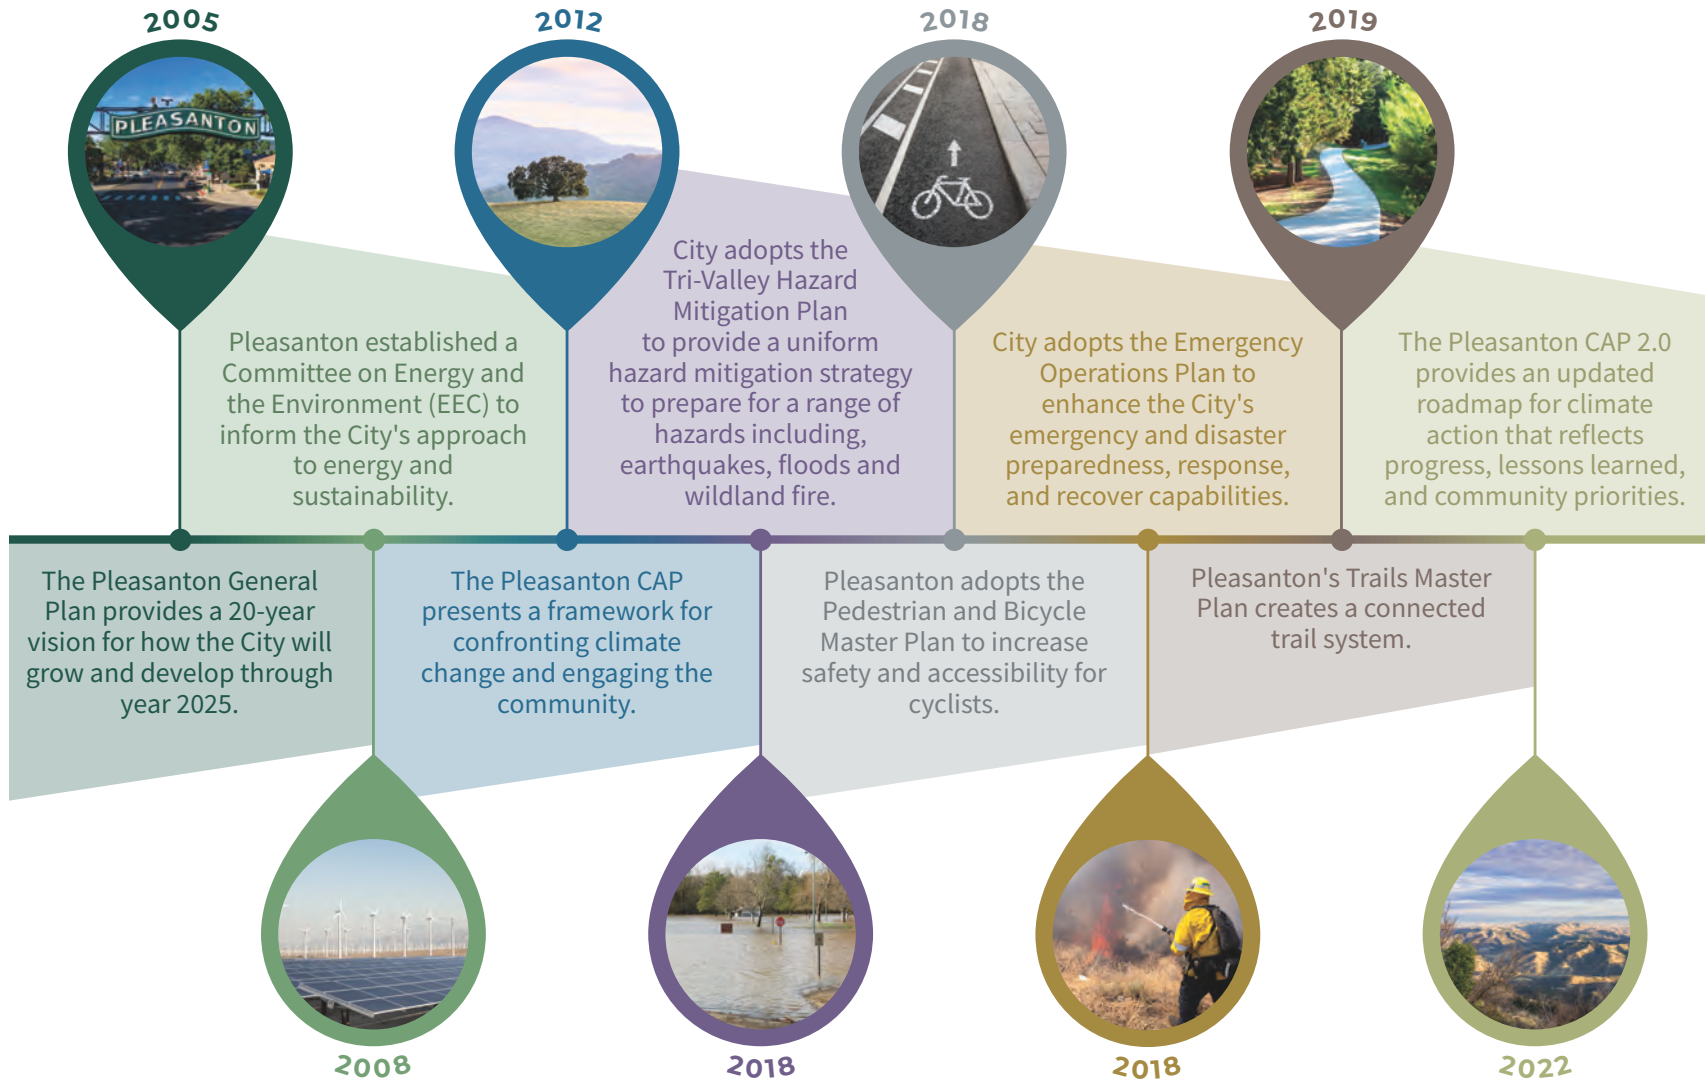 2005
PLEASANTON
The Pleasanton General
Plan provides a 20-year
vision for how the City will
grow and develop through
year 2025.
Pleasanton established a
Committee on Energy and
the Environment (EEC) to
inform the City's approach
to energy and
sustainability.
2008
2012
The Pleasanton CAP
presents a framework for
confronting climate
change and engaging the
community.
City adopts the
Tri-Valley Hazard
Mitigation Plan
to provide a uniform
hazard mitigation strategy
to prepare for a range of
hazards including,
earthquakes, floods and
wildland fire.
2018
2018
Pleasanton adopts the
Pedestrian and Bicycle
Master Plan to increase
safety and accessibility for
cyclists.
City adopts the Emergency
Operations Plan to
enhance the City's
emergency and disaster
preparedness, response,
and recover capabilities.
2018
2019
Pleasanton's Trails Master
Plan creates a connected
trail system.
The Pleasanton CAP 2.0
provides an updated
roadmap for climate
action that reflects
progress, lessons learned,
and community priorities.
2022